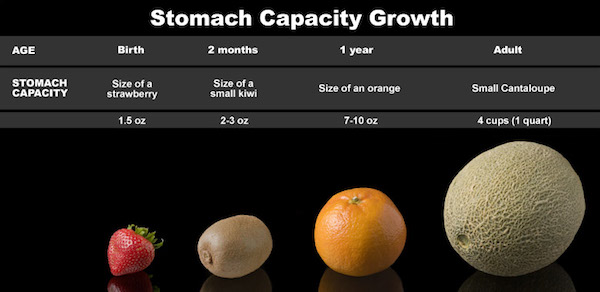 Stomach Capacity Growth
AGE Birth 2 months 1 year Adult
STOMACH CAPACITY Size of a strawberry Size of a small kiwi Size of an orange Small Cantaloupe
1.5 oz 2-3 oz 7-10 oz 4 cups (1 quart)